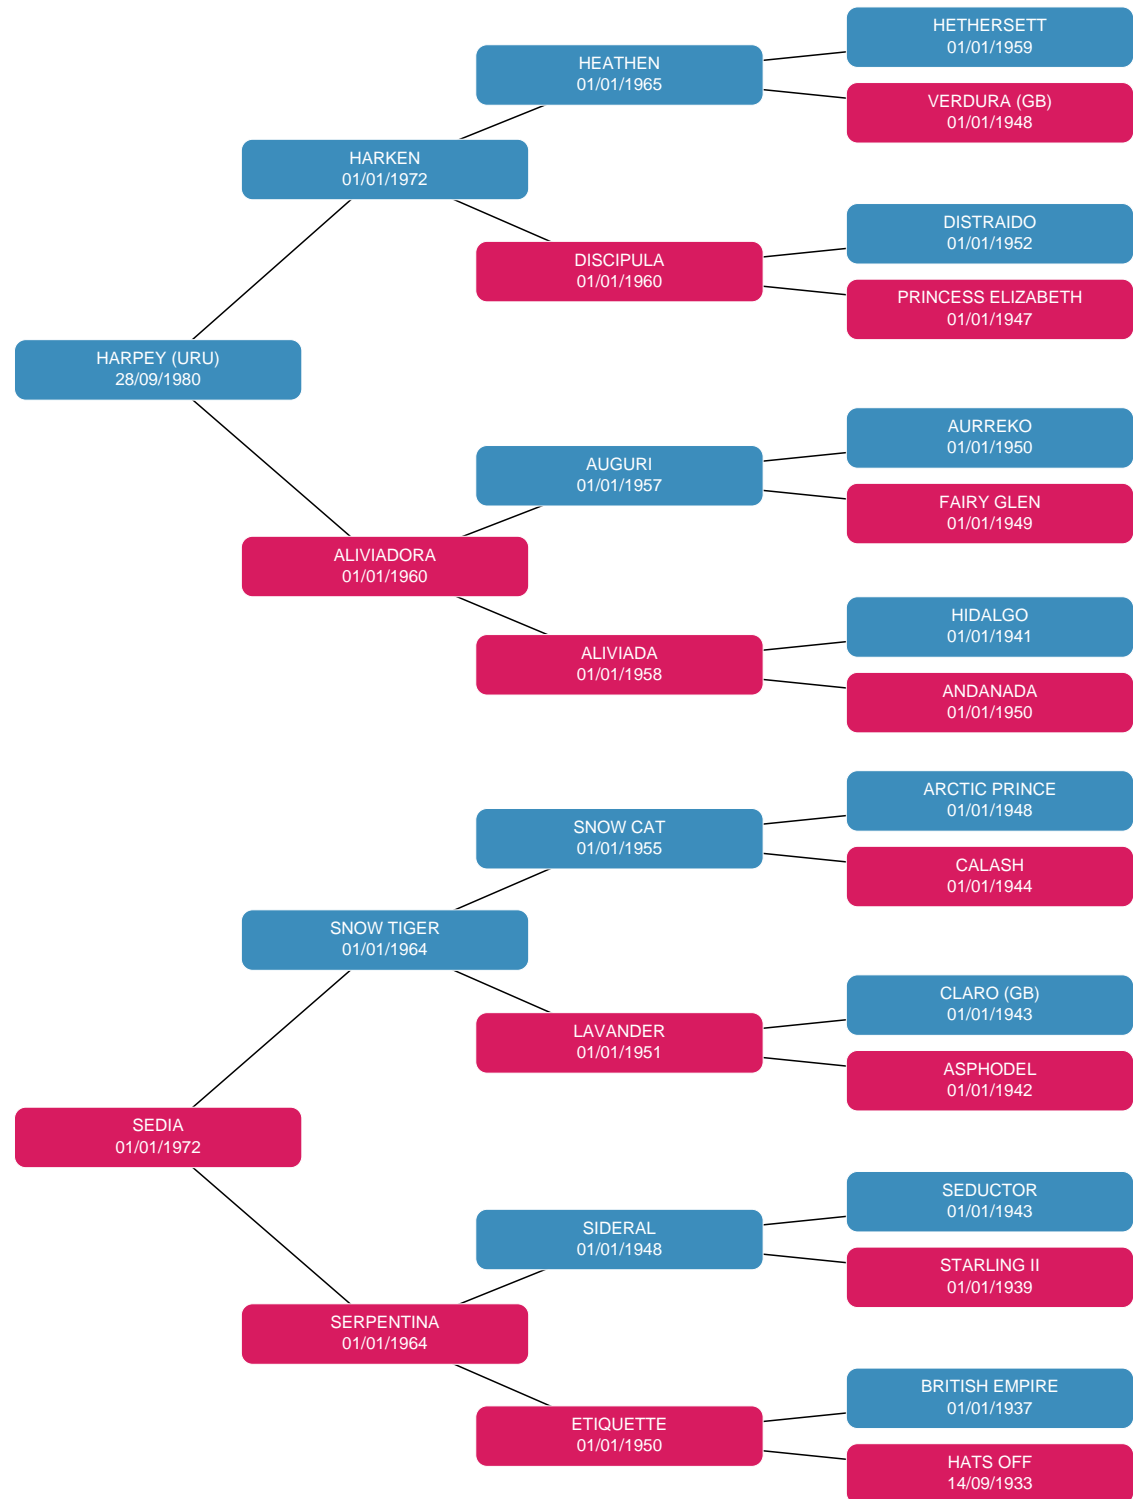 HETHERSETT
01/01/1959
HEATHEN
01/01/1965
VERDURA (GB)
01/01/1948
HARKEN
01/01/1972
DISTRAIDO
01/01/1952
DISCIPULA
01/01/1960
PRINCESS ELIZABETH
01/01/1947
HARPEY (URU)
28/09/1980
AURREKO
01/01/1950
AUGURI
01/01/1957
FAIRY GLEN
01/01/1949
ALIVIADORA
01/01/1960
HIDALGO
01/01/1941
ALIVIADA
01/01/1958
ANDANADA
01/01/1950
ARCTIC PRINCE
01/01/1948
SNOW CAT
01/01/1955
CALASH
01/01/1944
SNOW TIGER
01/01/1964
CLARO (GB)
01/01/1943
LAVANDER
01/01/1951
ASPHODEL
01/01/1942
SEDIA
01/01/1972
SEDUCTOR
01/01/1943
SIDERAL
01/01/1948
STARLING II
01/01/1939
SERPENTINA
01/01/1964
BRITISH EMPIRE
01/01/1937
ETIQUETTE
01/01/1950
HATS OFF
14/09/1933